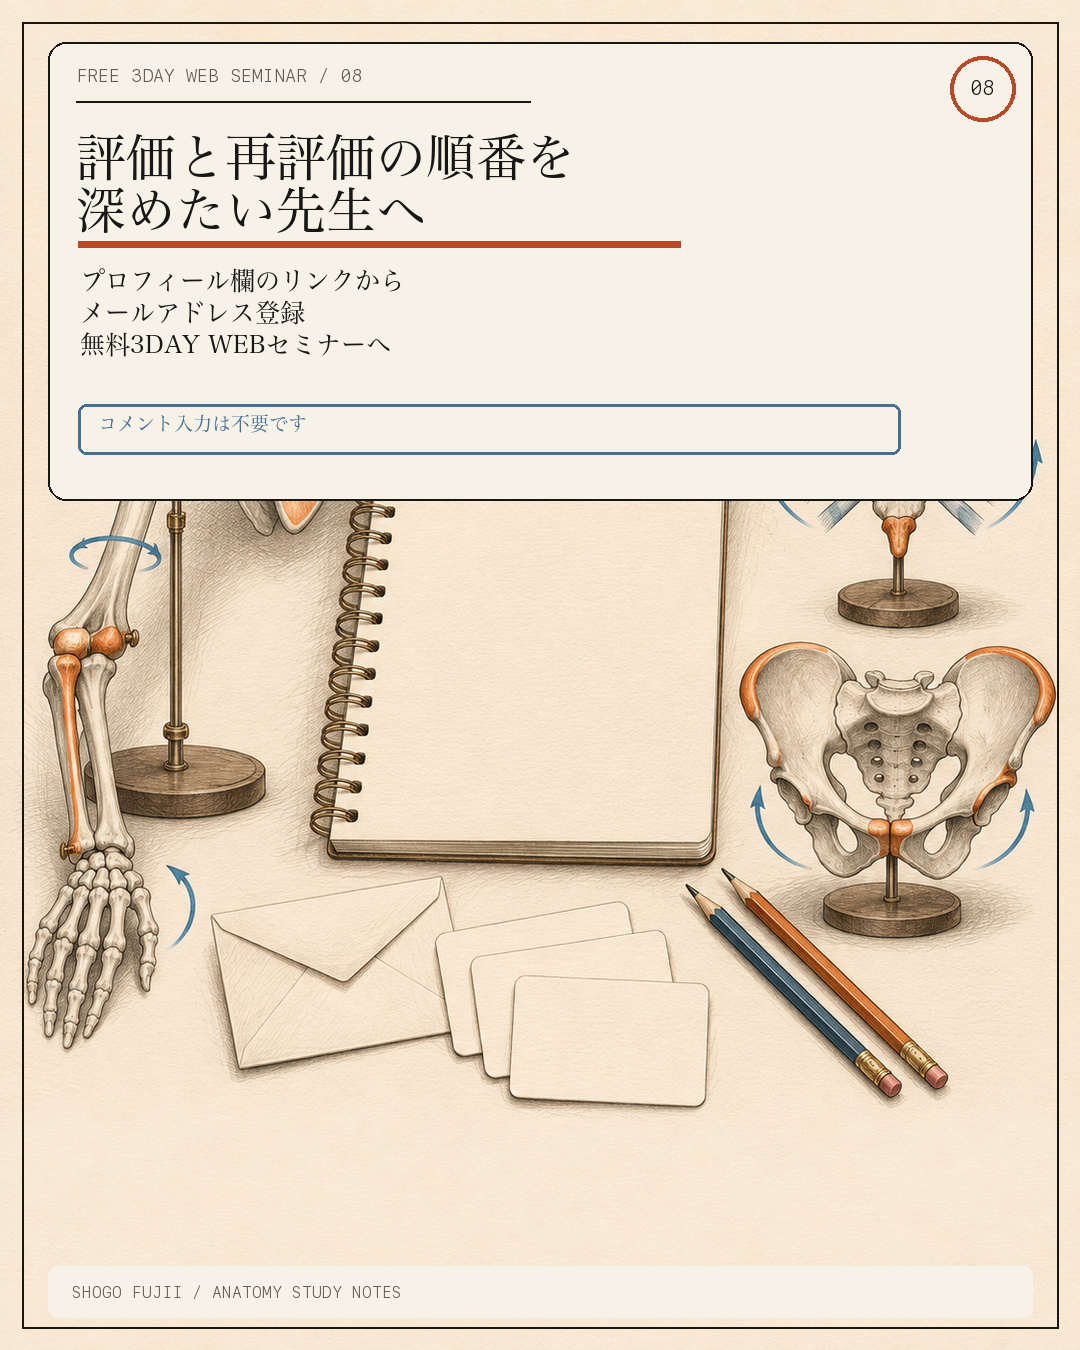 FREE 3DAY WEB SEMINAR / 08
08
評価と再評価の順番を
深めたい先生へ
プロフィール欄のリンクから
メールアドレス登録
無料3DAY WEBセミナーへ
コメント入力は不要です
SHOGO FUJII / ANATOMY STUDY NOTES